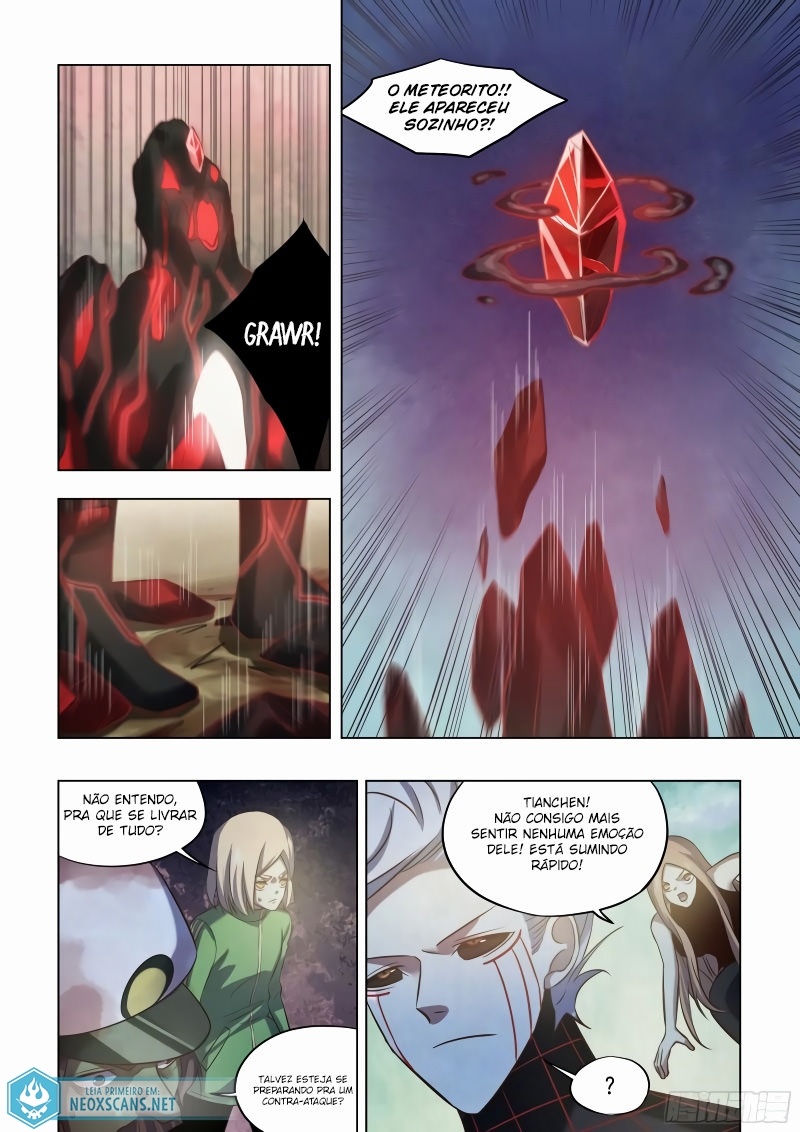 O METEORITO!!
ELE APARECEU
SOZINHO?!
GRAWR!
NÃO ENTENDO,
PRA QUE SE LIVRAR
DE TUDO?
TALVEZ ESTEJA SE
PREPARANDO PRA UM
CONTRA-ATAQUE?
TIANCHEN!
NÃO CONSIGO MAIS
SENTIR NENHUMA EMOÇÃO
DELE! ESTÁ SUMINDO
RÁPIDO!
?
LEIA PRIMEIRO EM:
NEOXSCANS.NET